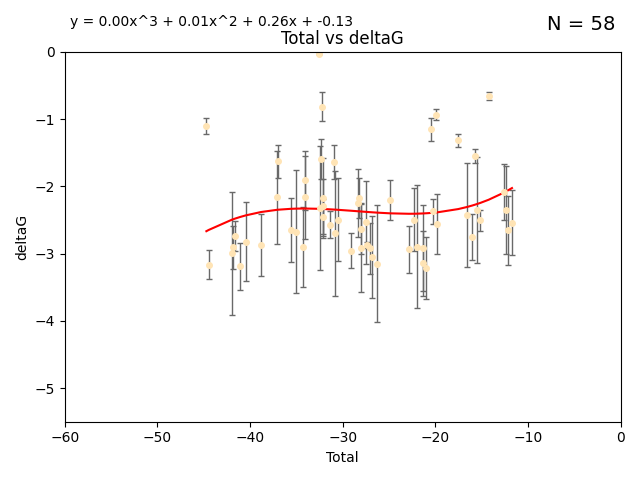 y = 0.00x^3 + 0.01x^2 + 0.26x + -0.13
N = 58
Total vs deltaG
0
−1
−2
−3
−4
−5
deltaG
−60
−50
−40
−30
−20
−10
0
Total